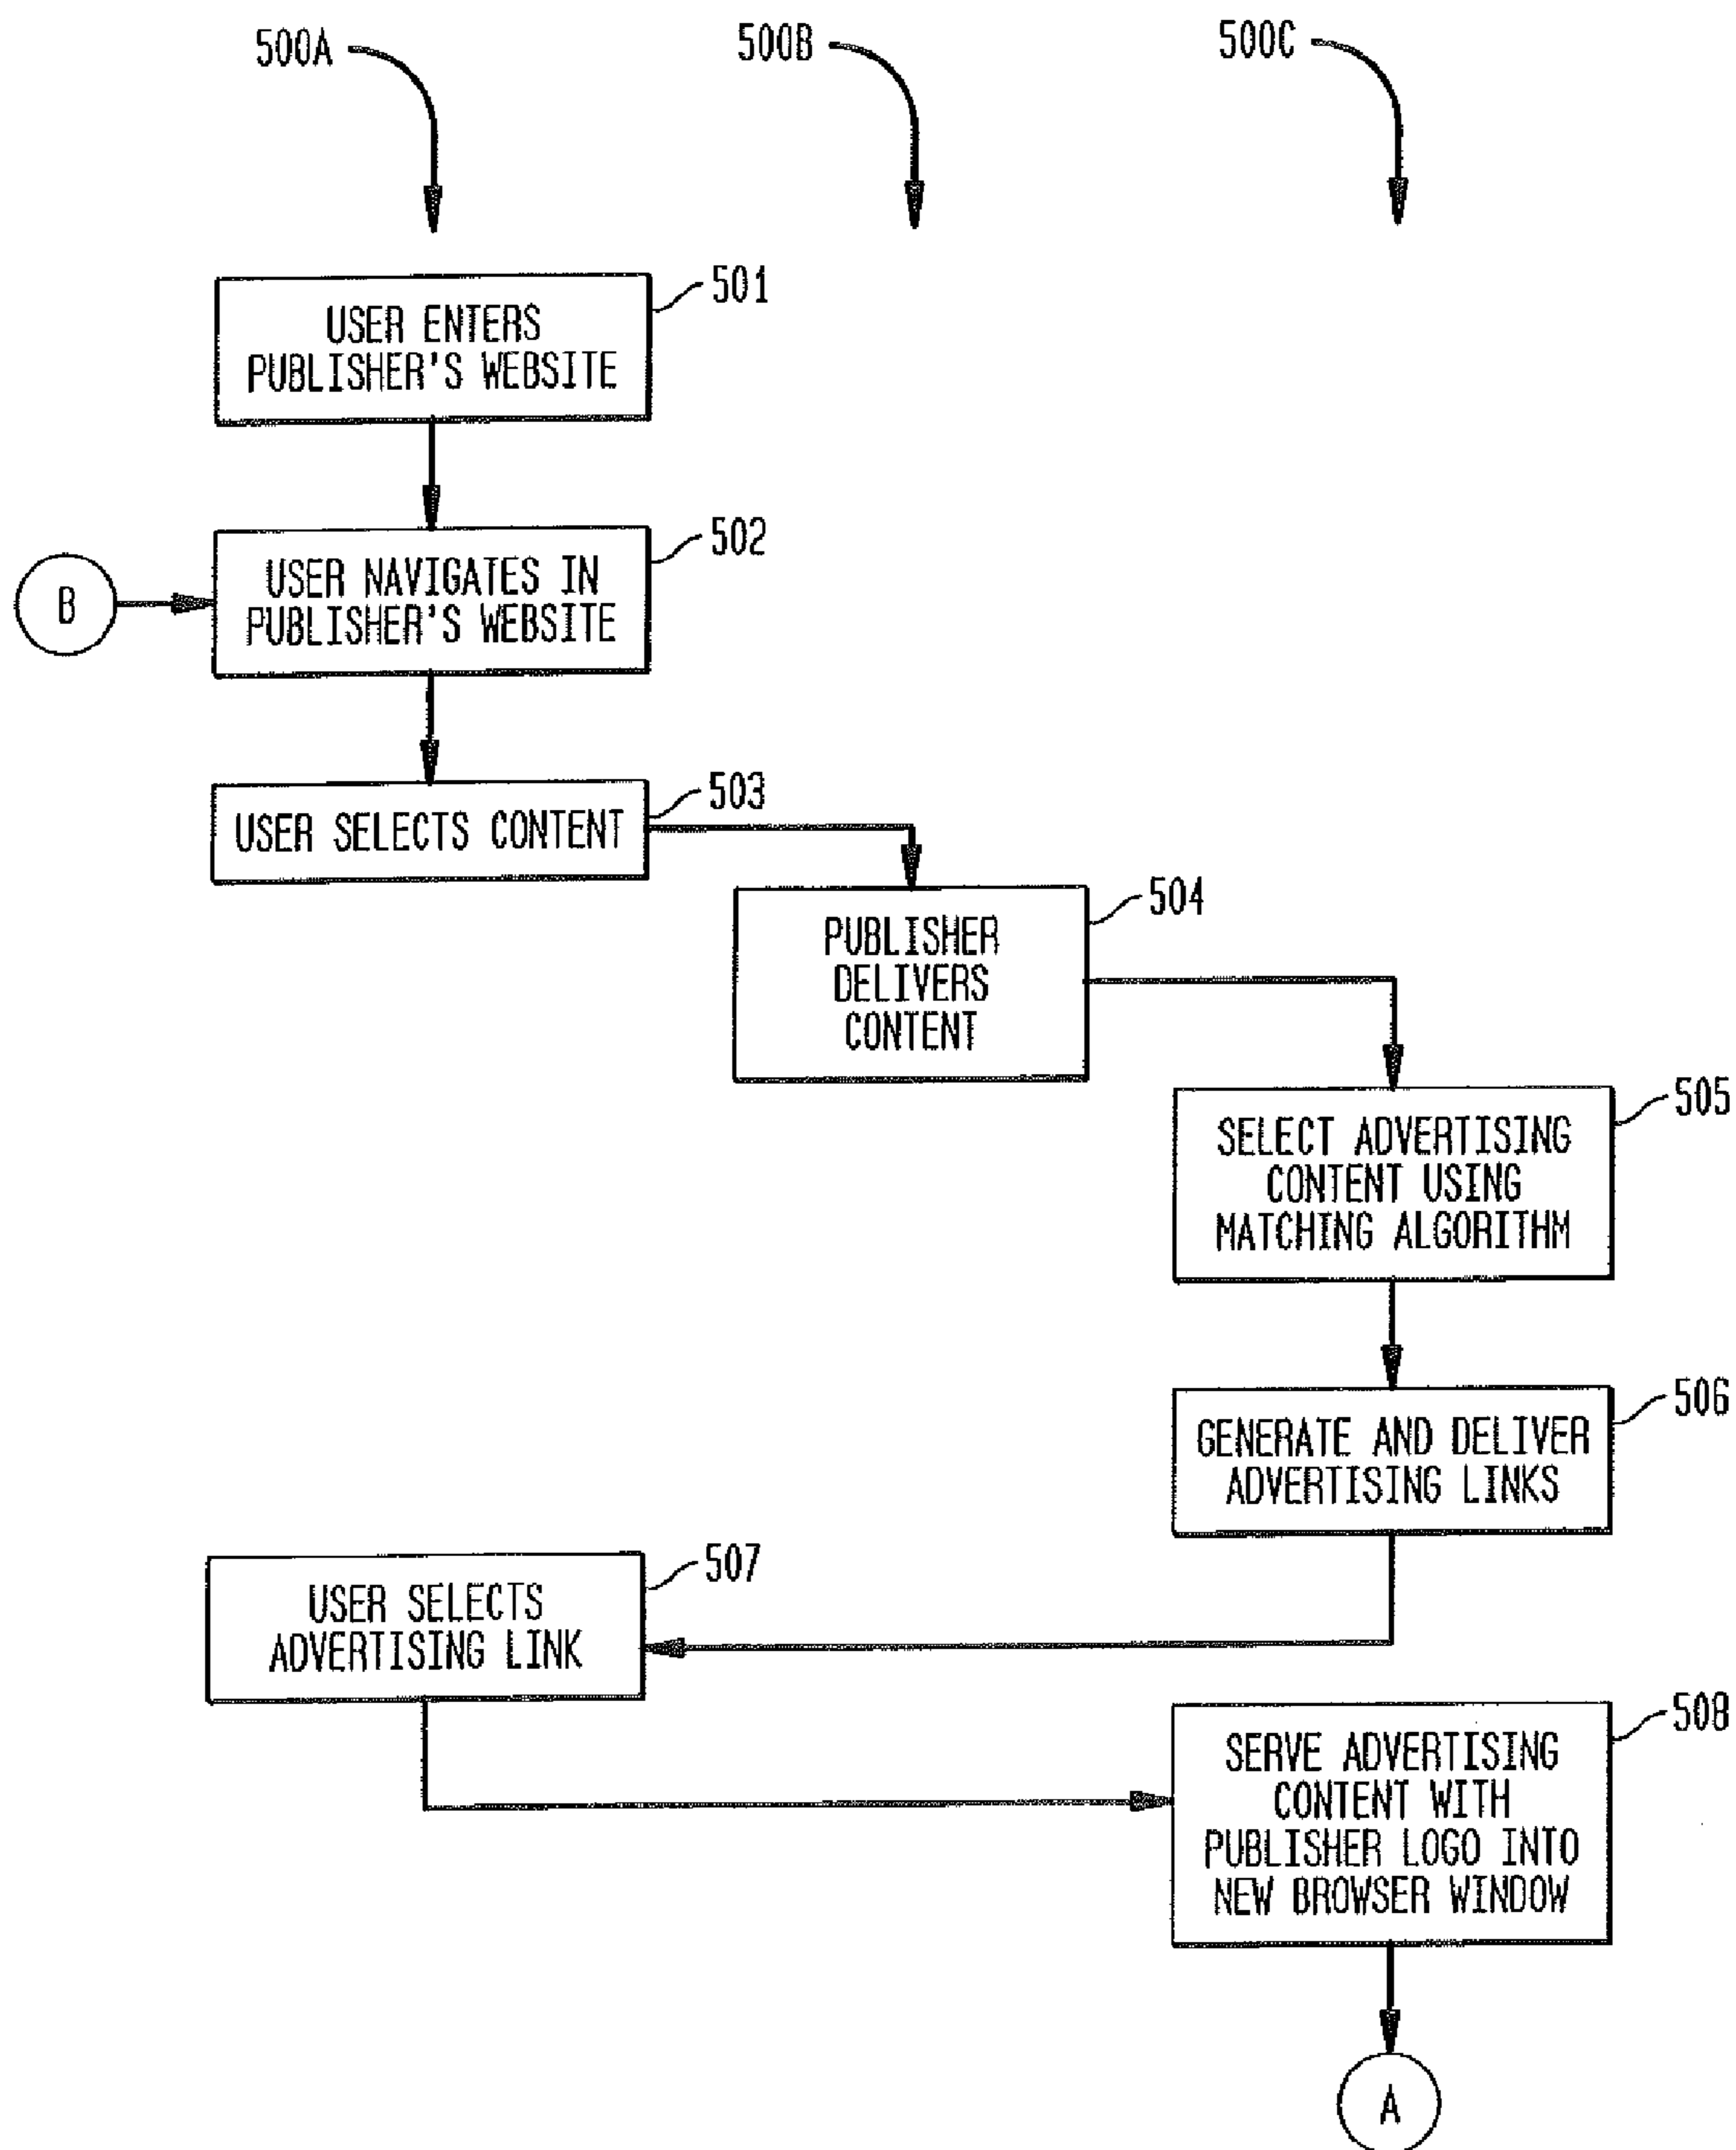 500A
500B
500C
501
USER ENTERS
PUBLISHER'S WEBSITE
502
B
USER NAVIGATES IN
PUBLISHER'S WEBSITE
503
USER SELECTS CONTENT
504
PUBLISHER
DELIVERS
CONTENT
505
SELECT ADVERTISING
CONTENT USING
MATCHING ALGORITHM
506
GENERATE AND DELIVER
ADVERTISING LINKS
507
USER SELECTS
ADVERTISING LINK
508
SERVE ADVERTISING
CONTENT WITH
PUBLISHER LOGO INTO
NEW BROWSER WINDOW
A